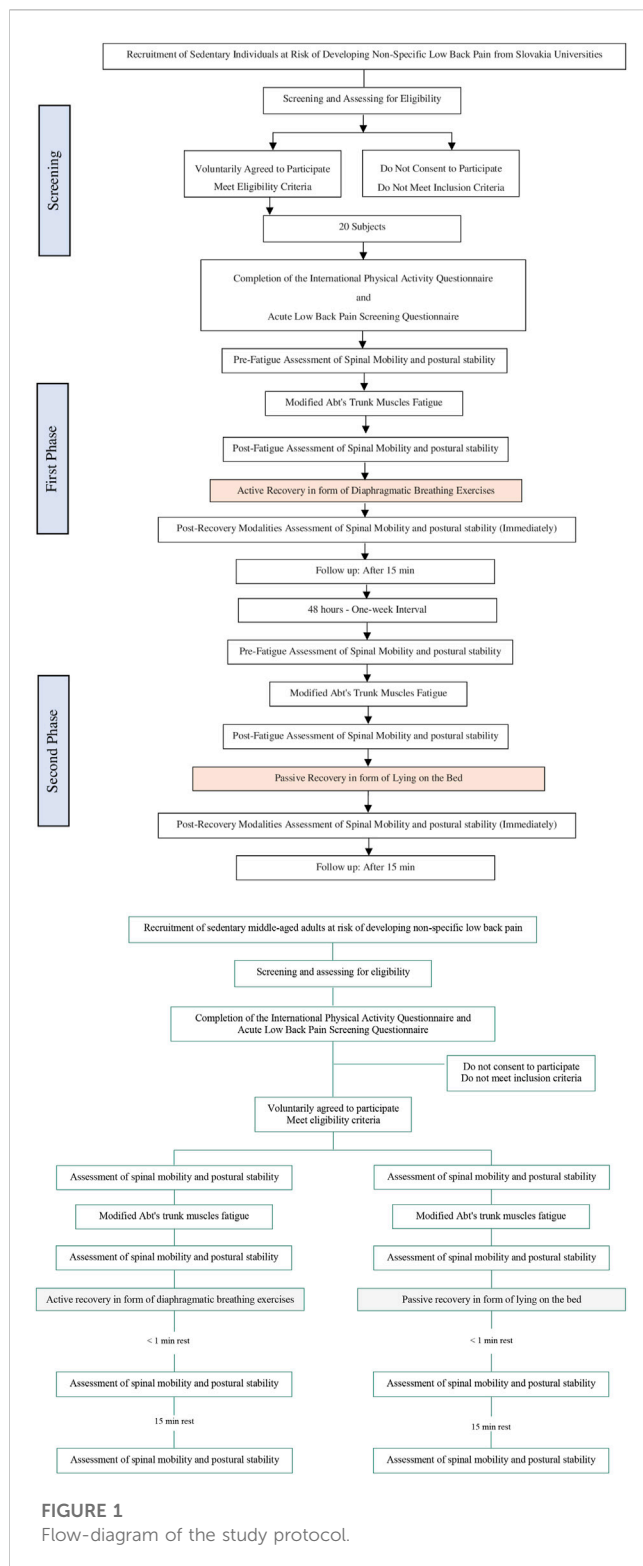 Recruitment of Sedentary Individuals at Risk of Developing Non-Specific Low Back Pain from Slovakia Universities
Screening
Screening and Assessing for Eligibility
Voluntarily Agreed to Participate
Meet Eligibility Criteria
Do Not Consent to Participate
Do Not Meet Inclusion Criteria
20 Subjects
Completion of the International Physical Activity Questionnaire
and
Acute Low Back Pain Screening Questionnaire
Pre-Fatigue Assessment of Spinal Mobility and postural stability
First Phase
Modified Abt's Trunk Muscles Fatigue
Post-Fatigue Assessment of Spinal Mobility and postural stability
Active Recovery in form of Diaphragmatic Breathing Exercises
Post-Recovery Modalities Assessment of Spinal Mobility and postural stability (Immediately)
Follow up: After 15 min
48 hours - One-week Interval
Pre-Fatigue Assessment of Spinal Mobility and postural stability
Second Phase
Modified Abt's Trunk Muscles Fatigue
Post-Fatigue Assessment of Spinal Mobility and postural stability
Passive Recovery in form of Lying on the Bed
Post-Recovery Modalities Assessment of Spinal Mobility and postural stability (Immediately)
Follow up: After 15 min
Recruitment of sedentary middle-aged adults at risk of developing non-specific low back pain
Screening and assessing for eligibility
Completion of the International Physical Activity Questionnaire and
Acute Low Back Pain Screening Questionnaire
Do not consent to participate
Do not meet inclusion criteria
Voluntarily agreed to participate
Meet eligibility criteria
Assessment of spinal mobility and postural stability
Modified Abt's trunk muscles fatigue
Assessment of spinal mobility and postural stability
Active recovery in form of diaphragmatic breathing exercises
< 1 min rest
Assessment of spinal mobility and postural stability
15 min rest
Assessment of spinal mobility and postural stability
Assessment of spinal mobility and postural stability
Modified Abt's trunk muscles fatigue
Assessment of spinal mobility and postural stability
Passive recovery in form of lying on the bed
< 1 min rest
Assessment of spinal mobility and postural stability
15 min rest
Assessment of spinal mobility and postural stability
FIGURE 1
Flow-diagram of the study protocol.